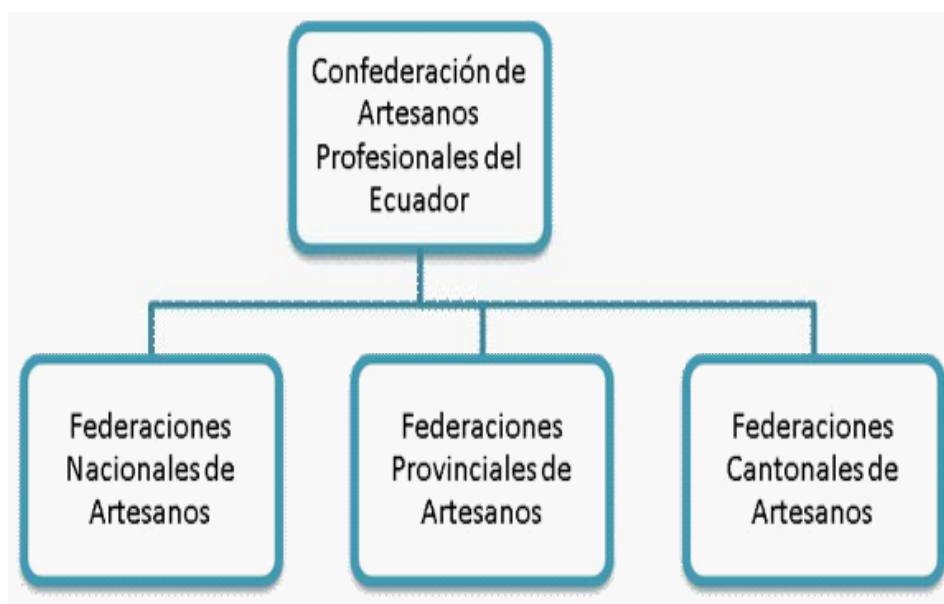 Confederación de
Artesanos
Profesionales del
Ecuador
Federaciones
Nacionales de
Artesanos
Federaciones
Provinciales de
Artesanos
Federaciones
Cantonales de
Artesanos